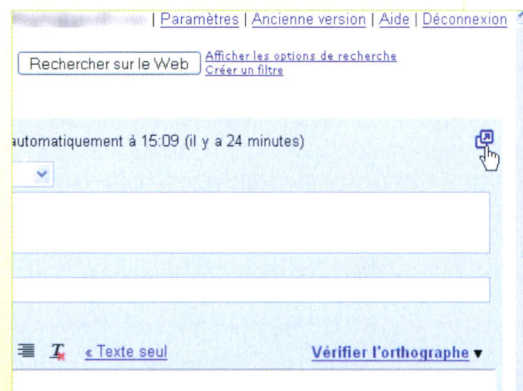 | Paramètres | Ancienne version | Aide | Déconnexion
Rechercher sur le Web
Afficher les options de recherche
Créer un filtre
automatiquement à 15:09 (il y a 24 minutes)
« Texte seul
Vérifier l'orthographe ▼